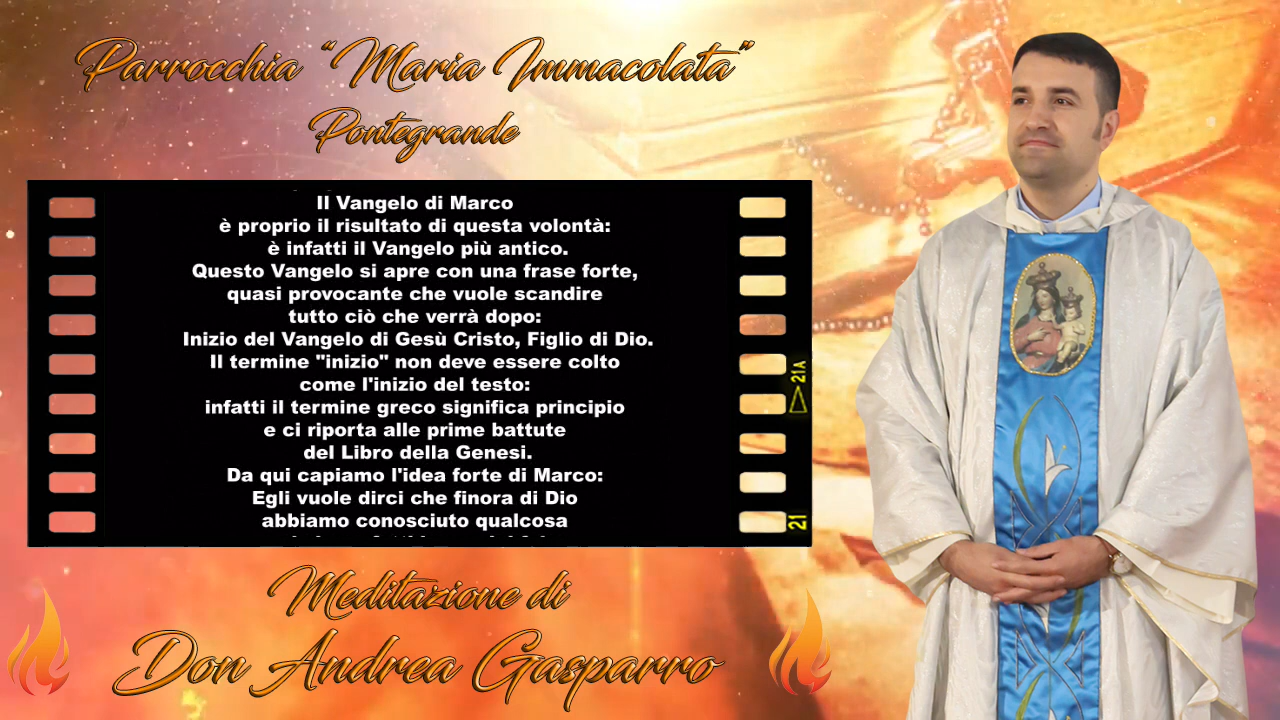 Parrocchia “Maria Immacolata”
Pontegrande
Il Vangelo di Marco
è proprio il risultato di questa volontà:
è infatti il Vangelo più antico.
Questo Vangelo si apre con una frase forte,
quasi provocante che vuole scandire
tutto ciò che verrà dopo:
Inizio del Vangelo di Gesù Cristo, Figlio di Dio.
Il termine "inizio" non deve essere colto
come l'inizio del testo:
infatti il termine greco significa principio
e ci riporta alle prime battute
del Libro della Genesi.
Da qui capiamo l'idea forte di Marco:
Egli vuole dirci che finora di Dio
abbiamo conosciuto qualcosa
21A
21
Meditazione di
Don Andrea Gasparro